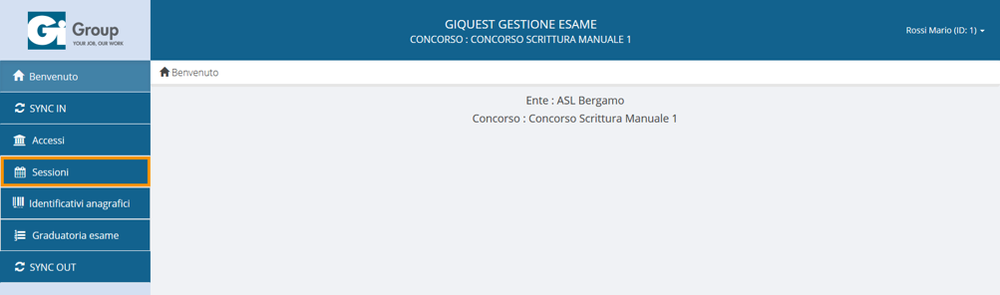 Gi Group
YOUR JOB, OUR WORK
GIQUEST GESTIONE ESAME
CONCORSO : CONCORSO SCRITTURA MANUALE 1
Rossi Mario (ID: 1)
Benvenuto
SYNC IN
Accessi
Sessioni
Identificativi anagrafici
Graduatoria esame
SYNC OUT
Benvenuto
Ente : ASL Bergamo
Concorso : Concorso Scrittura Manuale 1